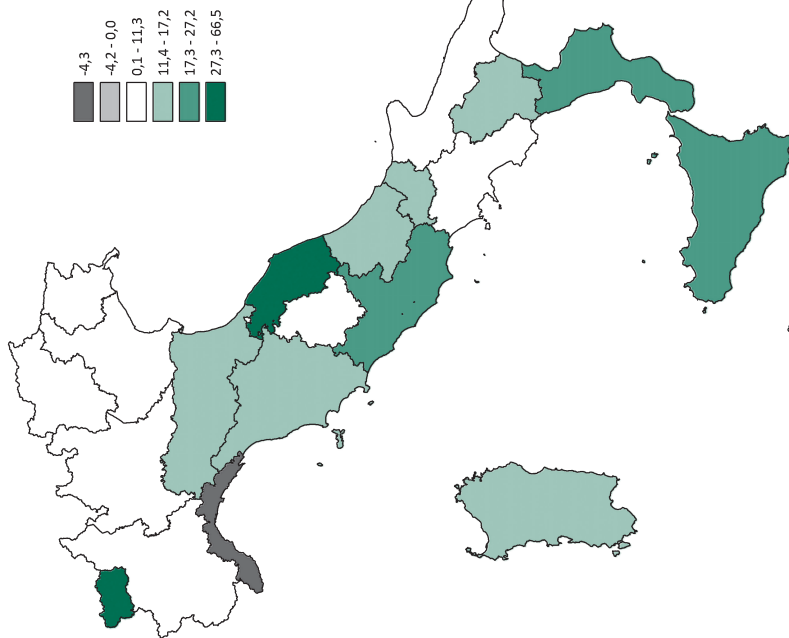 -4,3
-4,2 - 0,0
0,1 - 11,3
11,4 - 17,2
17,3 - 27,2
27,3 - 66,5